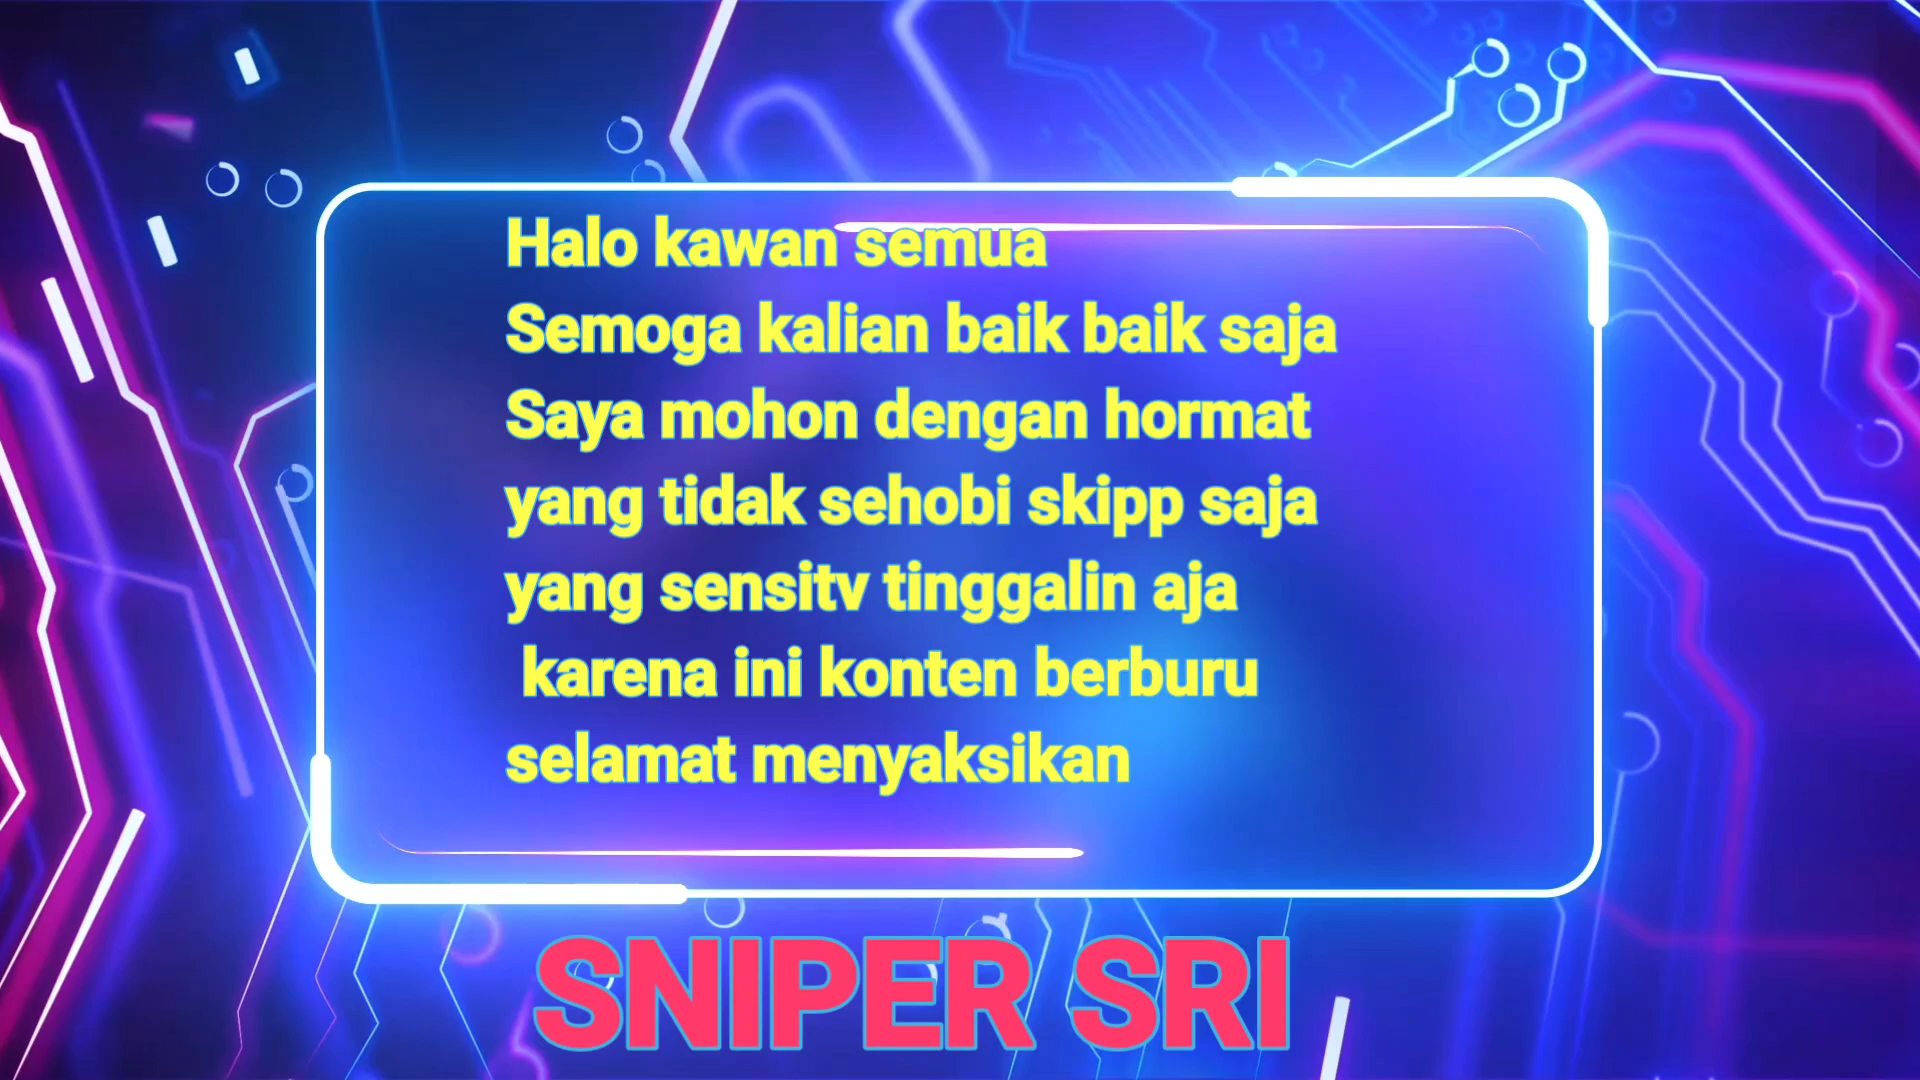 Halo kawan semua
Semoga kalian baik baik saja
Saya mohon dengan hormat
yang tidak sehobi skipp saja
yang sensitv tinggalin aja
karena ini konten berburu
selamat menyaksikan
SNIPER SRI